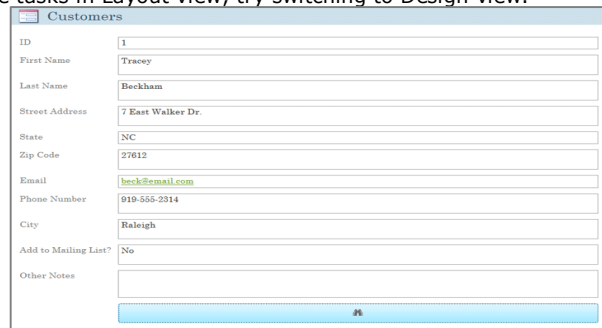 e tasks in Layout view, try switching to Design view.
Customers
ID 1
First Name Tracey
Last Name Beckham
Street Address 7 East Walker Dr.
State NC
Zip Code 27612
Email beck@email.com
Phone Number 919-555-2314
City Raleigh
Add to Mailing List? No
Other Notes